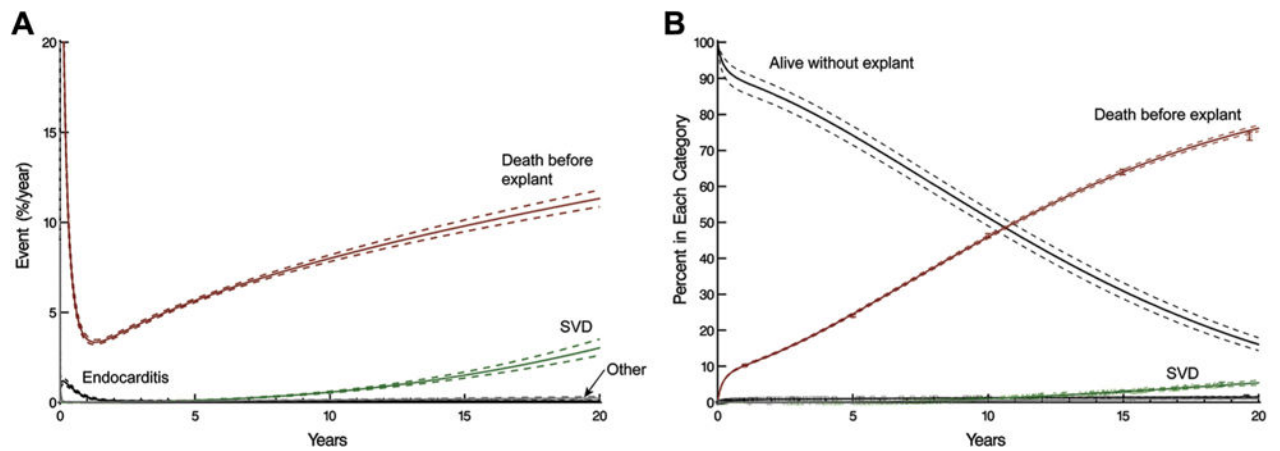 A
20
15
10
5
0
Event (%/year)
Death before
explant
SVD
Endocarditis
Other
0 5 10 15 20
Years
B
100
90
80
70
60
50
40
30
20
10
0
Percent in Each Category
Alive without explant
Death before explant
SVD
0 5 10 15 20
Years